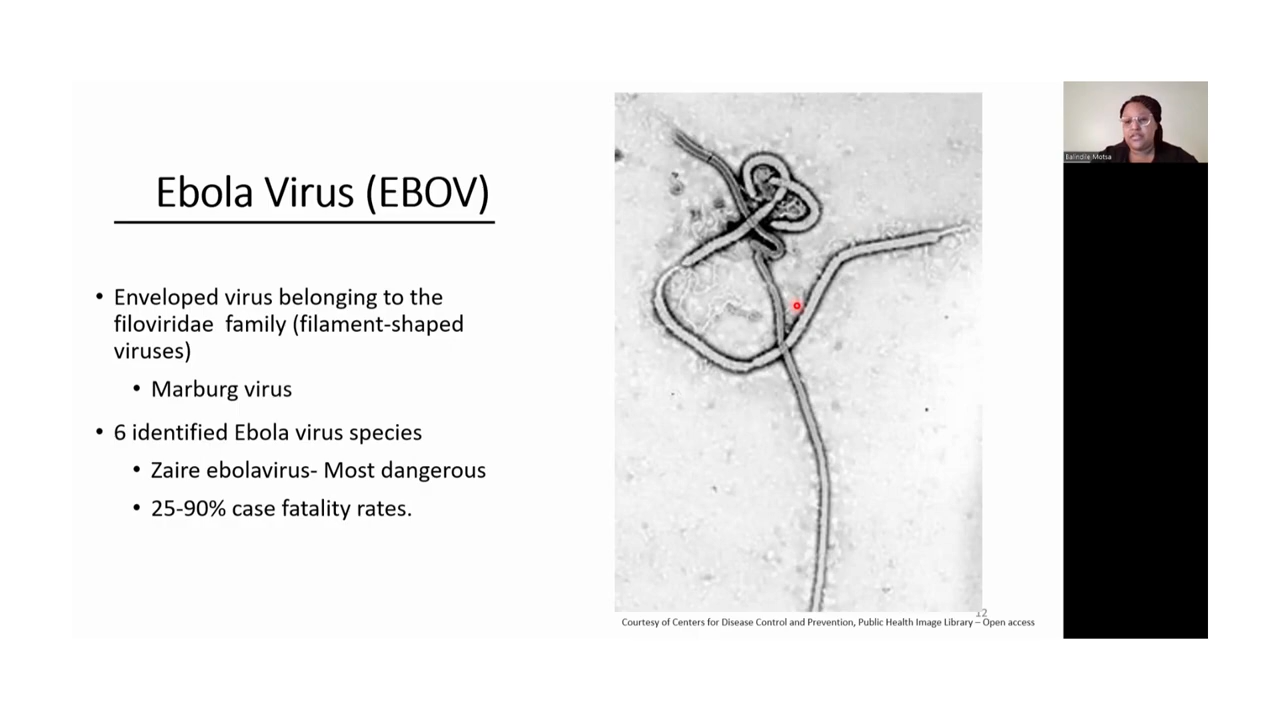 Ebola Virus (EBOV)
• Enveloped virus belonging to the
filoviridae family (filament-shaped
viruses)
• Marburg virus
• 6 identified Ebola virus species
• Zaire ebolavirus- Most dangerous
• 25-90% case fatality rates.
12
Courtesy of Centers for Disease Control and Prevention, Public Health Image Library – Open access
Balindile Motsa